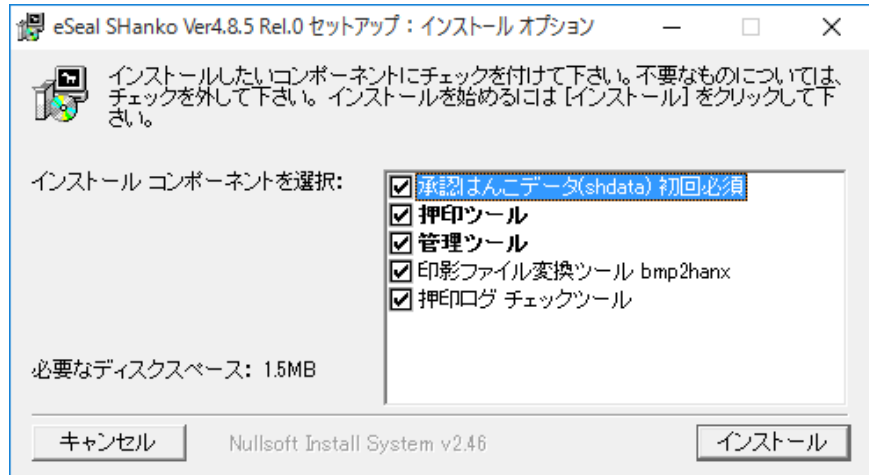 eSeal SHanko Ver4.8.5 Rel.0 セットアップ：インストール オプション
インストールしたいコンポーネントにチェックを付けて下さい。不要なものについては、
チェックを外して下さい。インストールを始めるには [インストール] をクリックして下
さい。
インストール コンポーネントを選択:
承認はんこデータ(shdata) 初回必須
押印ツール
管理ツール
印影ファイル変換ツール bmp2hanx
押印ログ チェックツール
必要なディスクスペース: 1.5MB
キャンセル
Nullsoft Install System v2.46
インストール